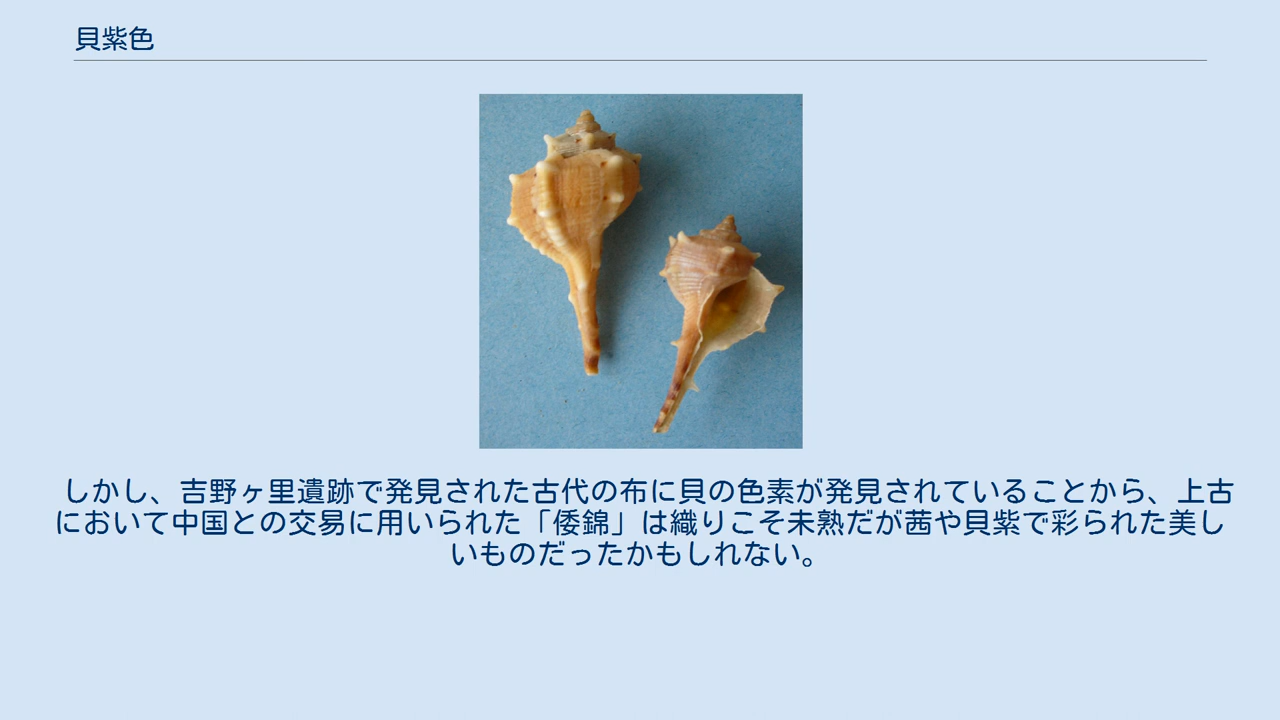 貝紫色
しかし、吉野ヶ里遺跡で発見された古代の布に貝の色素が発見されていることから、上古
において中国との交易に用いられた「倭錦」は織りこそ未熟だが茜や貝紫で彩られた美し
いものだったかもしれない。